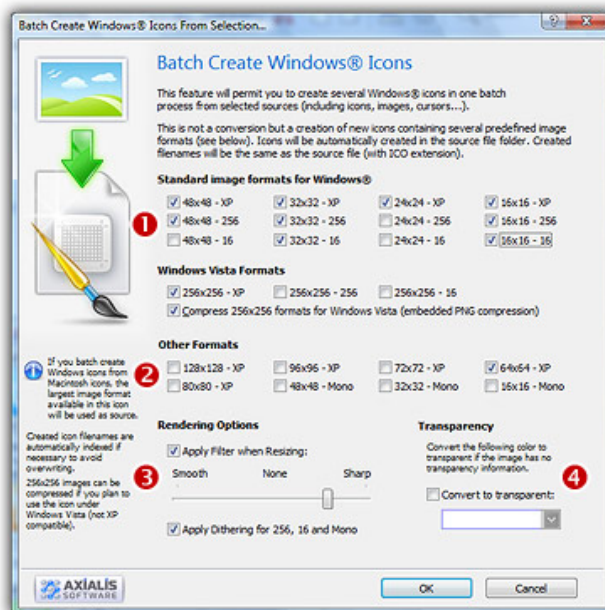 Batch Create Windows® Icons From Selection...
Batch Create Windows® Icons
This feature will permit you to create several Windows® icons in one batch
process from selected sources (including icons, images, cursors...).
This is not a conversion but a creation of new icons containing several predefined image
formats (see below). Icons will be automatically created in the source file folder. Created
filenames will be the same as the source file (with ICO extension).
Standard image formats for Windows®
48x48 - XP 32x32 - XP 24x24 - XP 16x16 - XP
48x48 - 256 32x32 - 256 24x24 - 256 16x16 - 256
48x48 - 16 32x32 - 16 24x24 - 16 16x16 - 16
1
Windows Vista Formats
256x256 - XP 256x256 - 256 256x256 - 16
Compress 256x256 formats for Windows Vista (embedded PNG compression)
Other Formats
128x128 - XP 96x96 - XP 72x72 - XP 64x64 - XP
80x80 - XP 48x48 - Mono 32x32 - Mono 16x16 - Mono
2
If you batch create
Windows icons from
Macintosh icons, the
largest image format
available in this icon
will be used as source.
Created icon filenames are
automatically indexed if
necessary to avoid
overwriting.
256x256 images can be
compressed if you plan to
use the icon under
Windows Vista (not XP
compatible).
Rendering Options
Apply Filter when Resizing:
3
Smooth None Sharp
Apply Dithering for 256, 16 and Mono
Transparency
Convert the following color to
transparent if the image has no
transparency information.
4
Convert to transparent:
AXIALIS
SOFTWARE
OK
Cancel